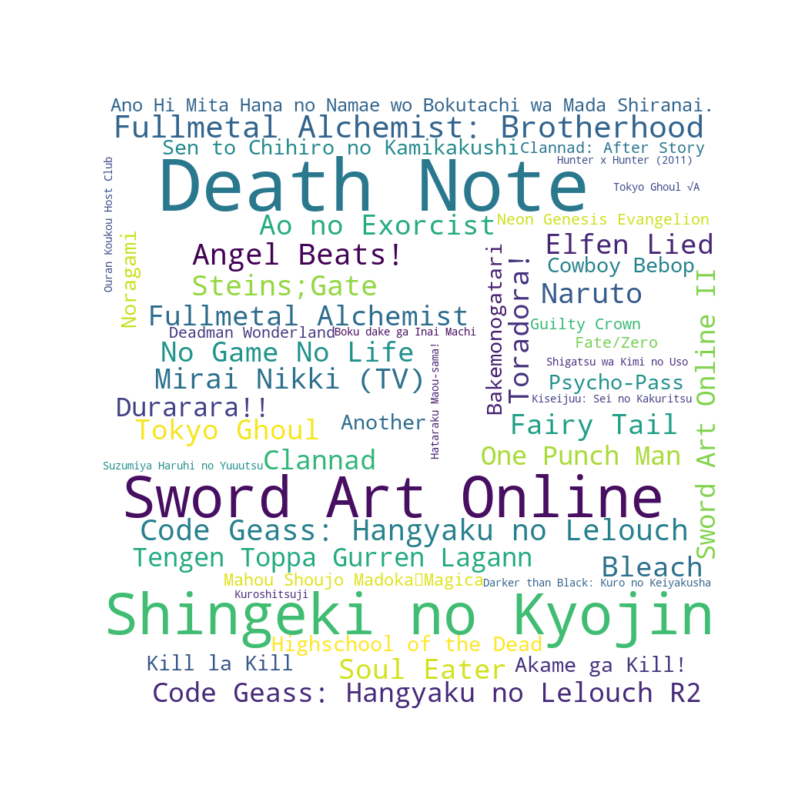 Ano Hi Mita Hana no Namae wo Bokutachi wa Mada Shiranai.
Fullmetal Alchemist: Brotherhood
Sen to Chihiro no Kamikakushi
Clannad: After Story
Hunter x Hunter (2011)
Death Note
Tokyo Ghoul √A
Ouran Koukou Host Club
Ao no Exorcist
Neon Genesis Evangelion
Noragami
Angel Beats!
Elfen Lied
Bakemonogatari
Toradora!
Cowboy Bebop
Steins;Gate
Naruto
Sword Art Online II
Fullmetal Alchemist
Guilty Crown
Deadman Wonderland
Boku dake ga Inai Machi
Fate/Zero
No Game No Life
Hataraku Maou-sama!
Shigatsu wa Kimi no Uso
Mirai Nikki (TV)
Psycho-Pass
Kiseijuu: Sei no Kakuritsu
Durarara!!
Another
Fairy Tail
Tokyo Ghoul
One Punch Man
Suzumiya Haruhi no Yuuutsu
Clannad
Sword Art Online
Code Geass: Hangyaku no Lelouch
Tengen Toppa Gurren Lagann
Bleach
Mahou Shoujo Madoka▯Magica
Darker than Black: Kuro no Keiyakusha
Kuroshitsuji
Shingeki no Kyojin
Highschool of the Dead
Kill la Kill
Soul Eater
Akame ga Kill!
Code Geass: Hangyaku no Lelouch R2